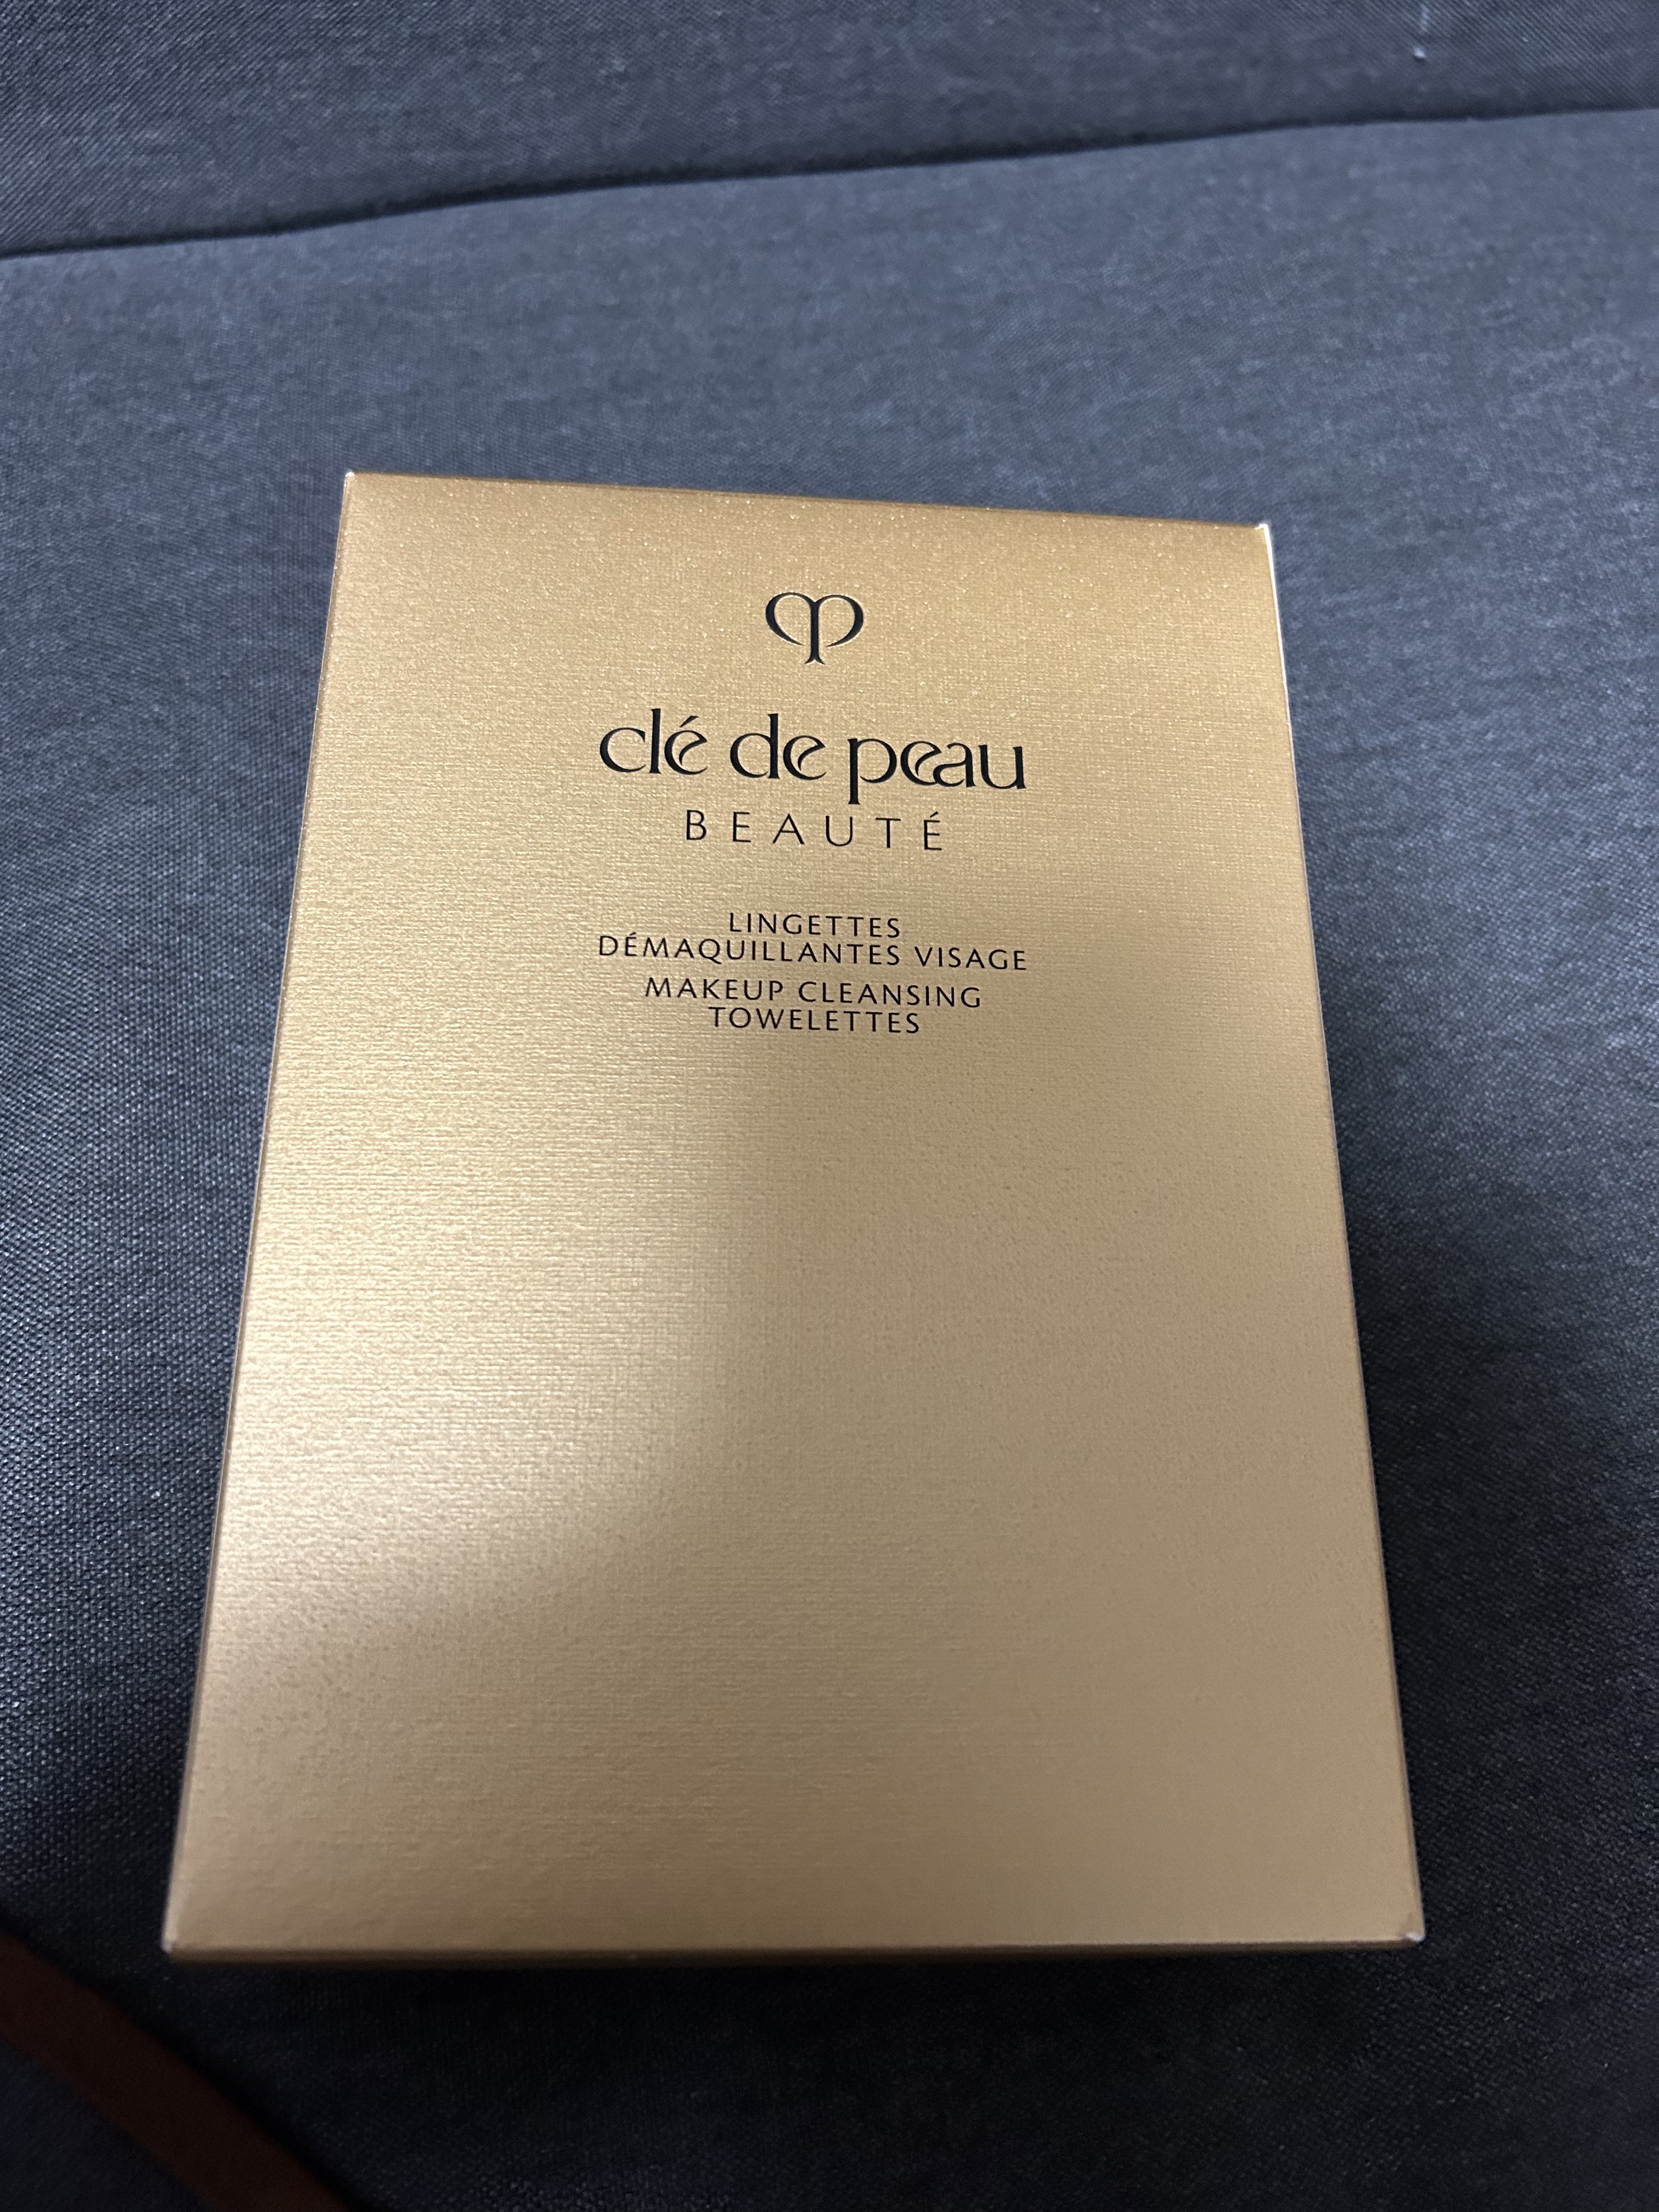 clé de peau
BEAUTÉ
LINGETTES
DÉMAQUILLANTES VISAGE
MAKEUP CLEANSING
TOWELETTES